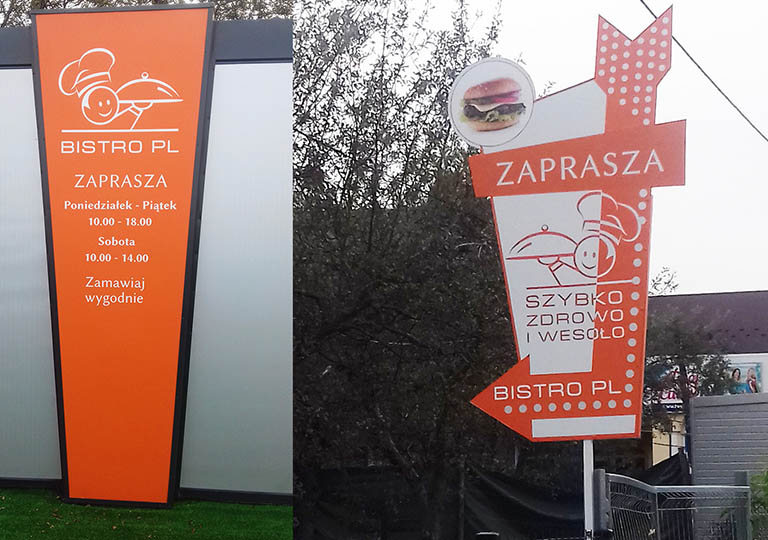 BISTRO PL
ZAPRASZA
Poniedziałek - Piątek
10.00 - 18.00
Sobota
10.00 - 14.00
Zamawiaj
wygodnie
ZAPRASZA
SZYBKO
ZDROWO
I WESOŁO
BISTRO PL